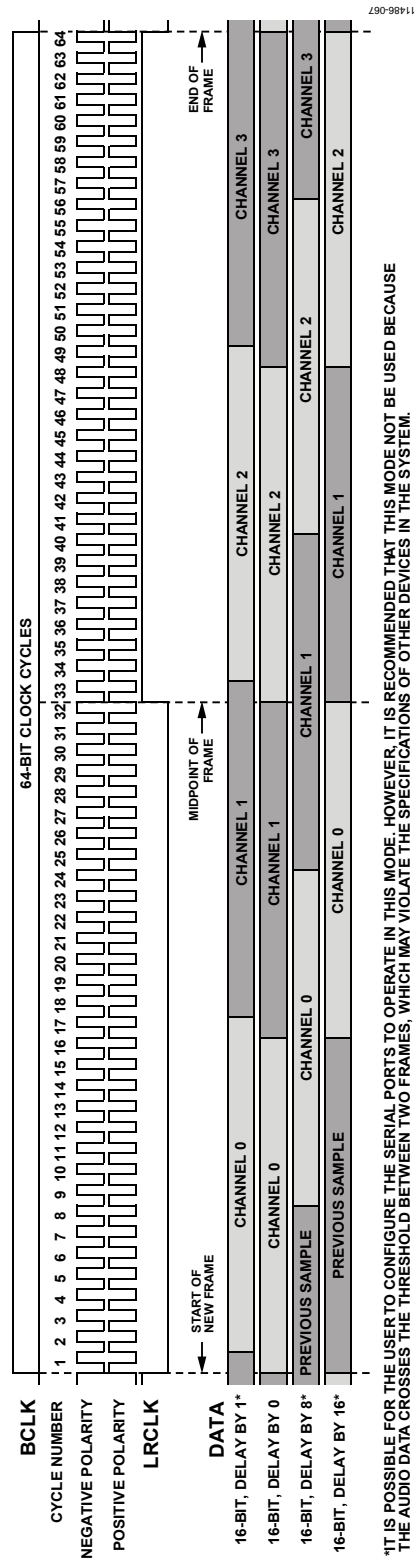 BCLK
64-BIT CLOCK CYCLES
CYCLE NUMBER
1 2 3 4 5 6 7 8 9 10 11 12 13 14 15 16 17 18 19 20 21 22 23 24 25 26 27 28 29 30 31 32 33 34 35 36 37 38 39 40 41 42 43 44 45 46 47 48 49 50 51 52 53 54 55 56 57 58 59 60 61 62 63 64
NEGATIVE POLARITY
POSITIVE POLARITY
LRCLK
START OF
NEW FRAME
MIDPOINT OF
FRAME
END OF
FRAME
DATA
16-BIT, DELAY BY 1*
CHANNEL 0
CHANNEL 1
CHANNEL 2
CHANNEL 3
16-BIT, DELAY BY 0
CHANNEL 0
CHANNEL 1
CHANNEL 2
CHANNEL 3
16-BIT, DELAY BY 8*
PREVIOUS SAMPLE
CHANNEL 0
CHANNEL 1
CHANNEL 2
CHANNEL 3
16-BIT, DELAY BY 16*
PREVIOUS SAMPLE
CHANNEL 0
CHANNEL 1
CHANNEL 2
*IT IS POSSIBLE FOR THE USER TO CONFIGURE THE SERIAL PORTS TO OPERATE IN THIS MODE. HOWEVER, IT IS RECOMMENDED THAT THIS MODE NOT BE USED BECAUSE
THE AUDIO DATA CROSSES THE THRESHOLD BETWEEN TWO FRAMES, WHICH MAY VIOLATE THE SPECIFICATIONS OF OTHER DEVICES IN THE SYSTEM.
11486-067